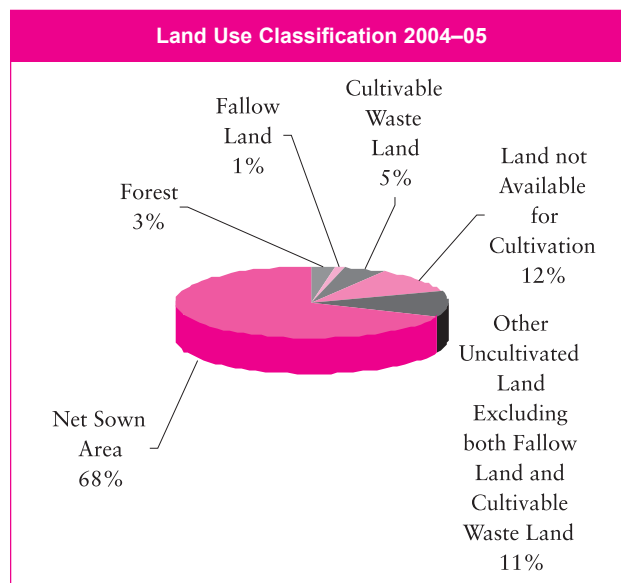 Land Use Classification 2004–05
Cultivable
Waste
Land
5%
Fallow
Land
1%
Forest
3%
Land not
Available
for
Cultivation
12%
Other
Uncultivated
Land
Excluding
both Fallow
Land and
Cultivable
Waste Land
11%
Net Sown
Area
68%